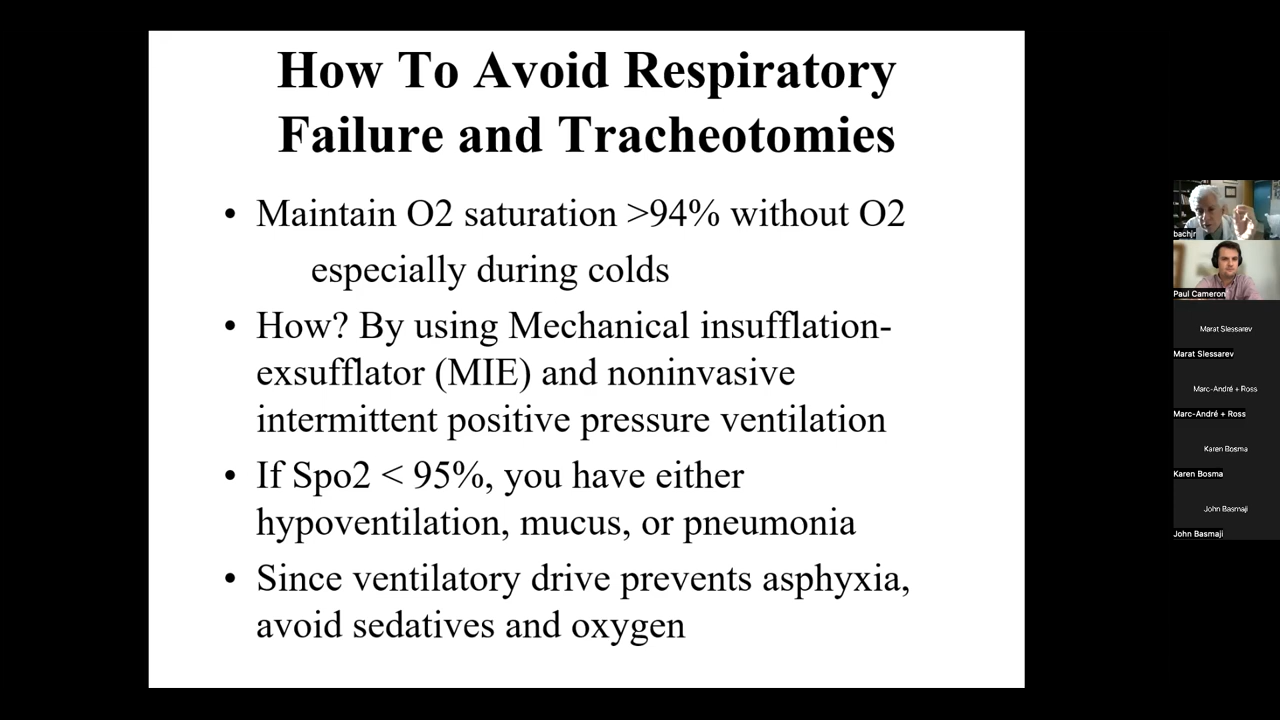 How To Avoid Respiratory
Failure and Tracheotomies
• Maintain O2 saturation >94% without O2
especially during colds
• How? By using Mechanical insufflation-
exsufflator (MIE) and noninvasive
intermittent positive pressure ventilation
• If Spo2 < 95%, you have either
hypoventilation, mucus, or pneumonia
• Since ventilatory drive prevents asphyxia,
avoid sedatives and oxygen
bachjr
Paul Cameron
Marat Slessarev
Marat Slessarev
Marc-André + Ross
Marc-André + Ross
Karen Bosma
Karen Bosma
John Basmaji
John Basmaji